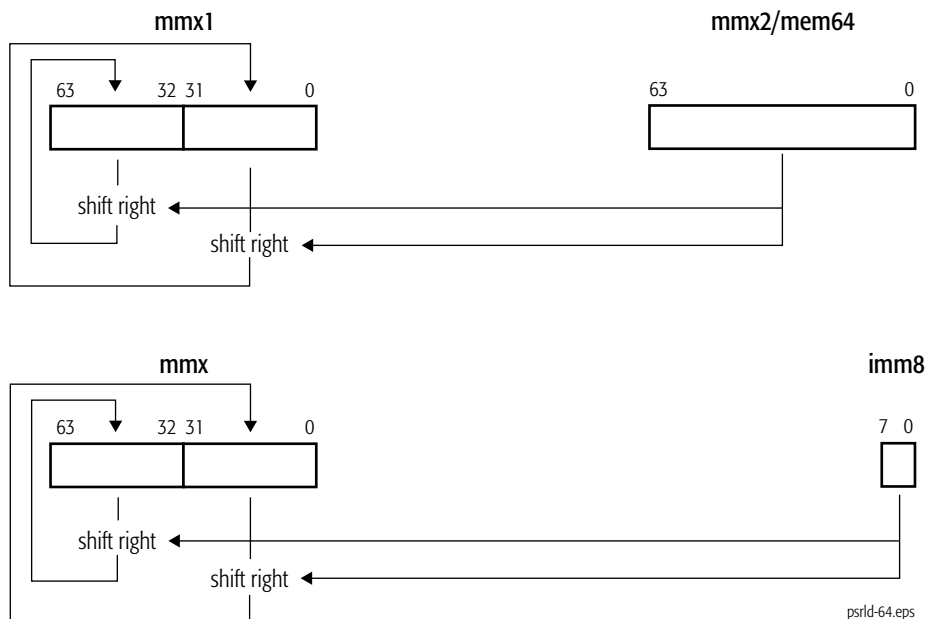 mmx1 mmx2/mem64
63 32 31 0 63 0
shift right
shift right
mmx imm8
63 32 31 0 7 0
shift right
shift right
psrld-64.eps